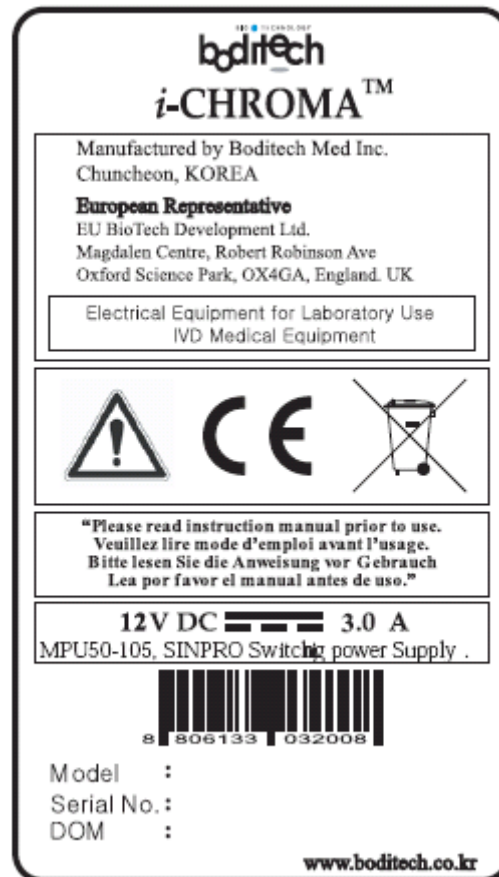 BIO TECHNOLOGY
boditech
i-CHROMA™
Manufactured by Boditech Med Inc.
Chuncheon, KOREA
European Representative
EU BioTech Development Ltd.
Magdalen Centre, Robert Robinson Ave
Oxford Science Park, OX4GA, England. UK
Electrical Equipment for Laboratory Use
IVD Medical Equipment
CE
“Please read instruction manual prior to use.
Veuillez lire mode d’emploi avant l’usage.
Bitte lesen Sie die Anweisung vor Gebrauch
Lea por favor el manual antes de uso.”
12V DC 3.0 A
MPU50-105, SINPRO Switchig power Supply .
8 806133 032008
Model :
Serial No. :
DOM :
www.boditech.co.kr